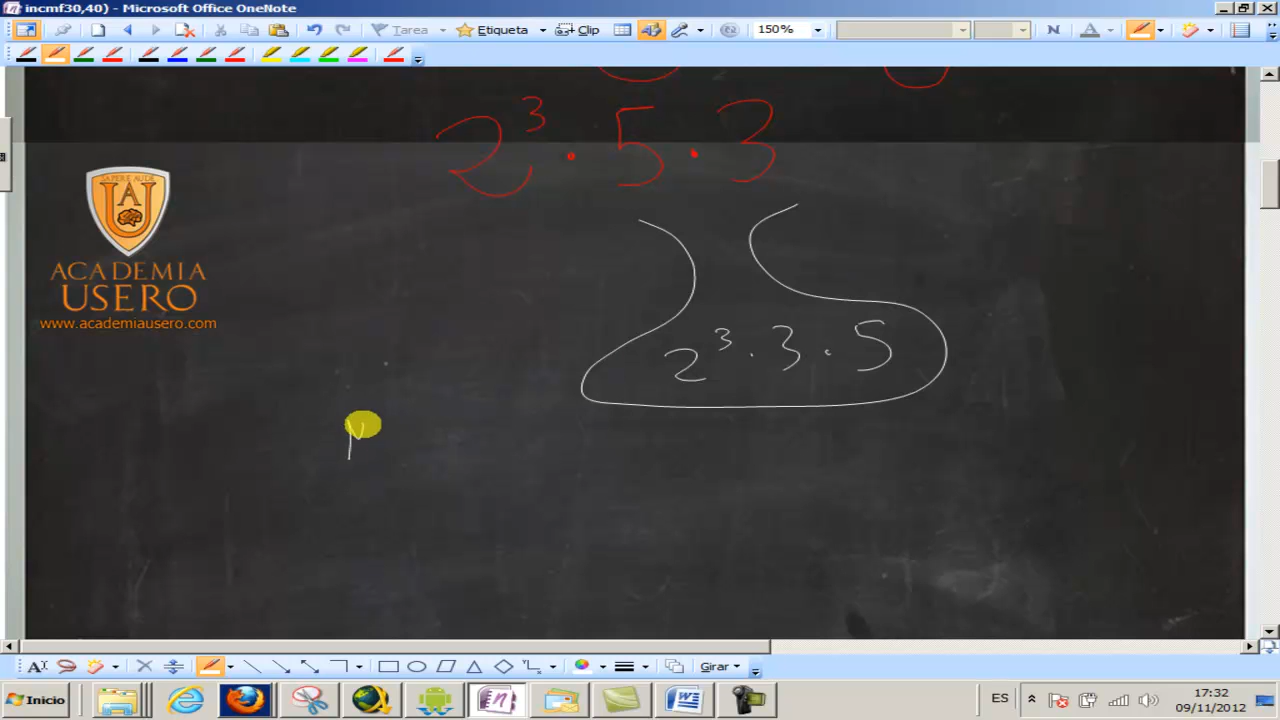 incmf30,40) - Microsoft Office OneNote
Tarea Etiqueta Clip 150% N A
2³ · 5 · 3
SAPERE AUDE
UA
ACADEMIA
USERO
www.academiausero.com
2³ · 3 · 5
A Girar
Inicio W ES 17:32
09/11/2012